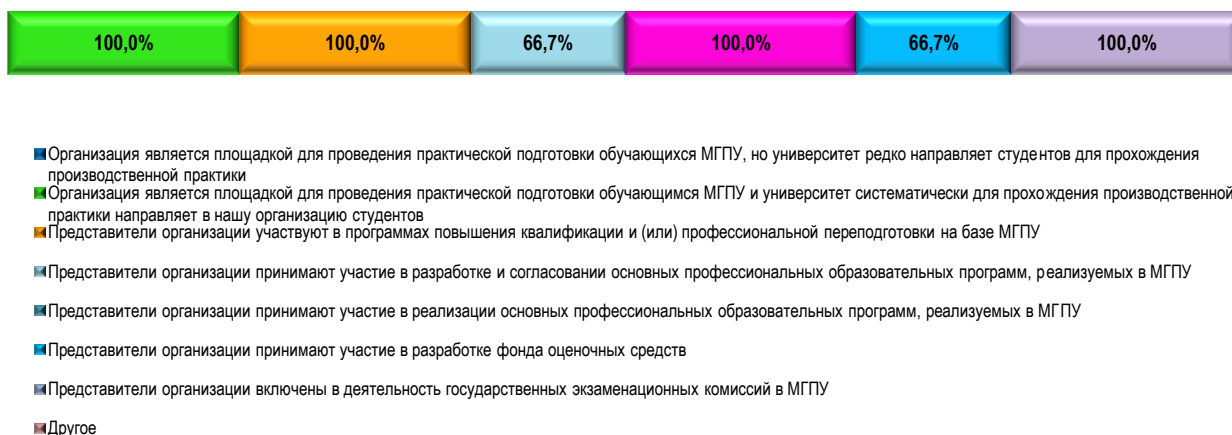 100,0% 100,0% 66,7% 100,0% 66,7% 100,0%
Организация является площадкой для проведения практической подготовки обучающихся МГПУ, но университет редко направляет студентов для прохождения
производственной практики
Организация является площадкой для проведения практической подготовки обучающимся МГПУ и университет систематически для прохождения производственной
практики направляет в нашу организацию студентов
Представители организации участвуют в программах повышения квалификации и (или) профессиональной переподготовки на базе МГПУ
Представители организации принимают участие в разработке и согласовании основных профессиональных образовательных программ, реализуемых в МГПУ
Представители организации принимают участие в реализации основных профессиональных образовательных программ, реализуемых в МГПУ
Представители организации принимают участие в разработке фонда оценочных средств
Представители организации включены в деятельность государственных экзаменационных комиссий в МГПУ
Другое